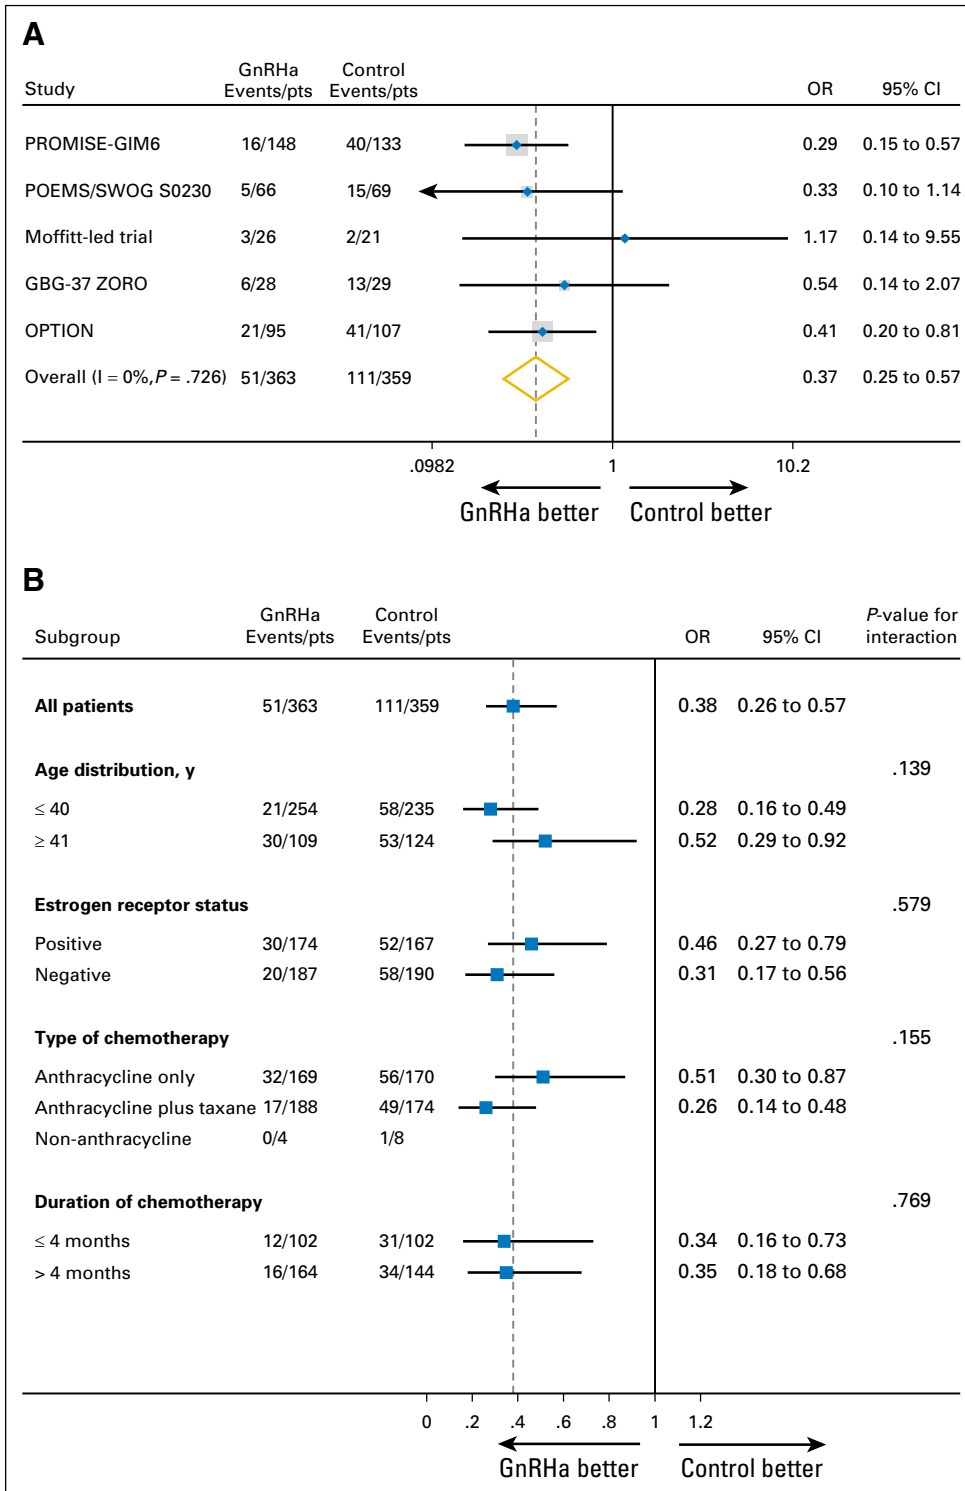 A
Study GnRHa Events/pts Control Events/pts OR 95% CI
PROMISE-GIM6 16/148 40/133 0.29 0.15 to 0.57
POEMS/SWOG S0230 5/66 15/69 0.33 0.10 to 1.14
Moffitt-led trial 3/26 2/21 1.17 0.14 to 9.55
GBG-37 ZORO 6/28 13/29 0.54 0.14 to 2.07
OPTION 21/95 41/107 0.41 0.20 to 0.81
Overall (I = 0%, P = .726) 51/363 111/359 0.37 0.25 to 0.57
.0982 1 10.2
GnRHa better Control better
B
Subgroup GnRHa Events/pts Control Events/pts OR 95% CI P-value for interaction
All patients 51/363 111/359 0.38 0.26 to 0.57
Age distribution, y .139
≤ 40 21/254 58/235 0.28 0.16 to 0.49
≥ 41 30/109 53/124 0.52 0.29 to 0.92
Estrogen receptor status .579
Positive 30/174 52/167 0.46 0.27 to 0.79
Negative 20/187 58/190 0.31 0.17 to 0.56
Type of chemotherapy .155
Anthracycline only 32/169 56/170 0.51 0.30 to 0.87
Anthracycline plus taxane 17/188 49/174 0.26 0.14 to 0.48
Non-anthracycline 0/4 1/8
Duration of chemotherapy .769
≤ 4 months 12/102 31/102 0.34 0.16 to 0.73
> 4 months 16/164 34/144 0.35 0.18 to 0.68
0 .2 .4 .6 .8 1 1.2
GnRHa better Control better